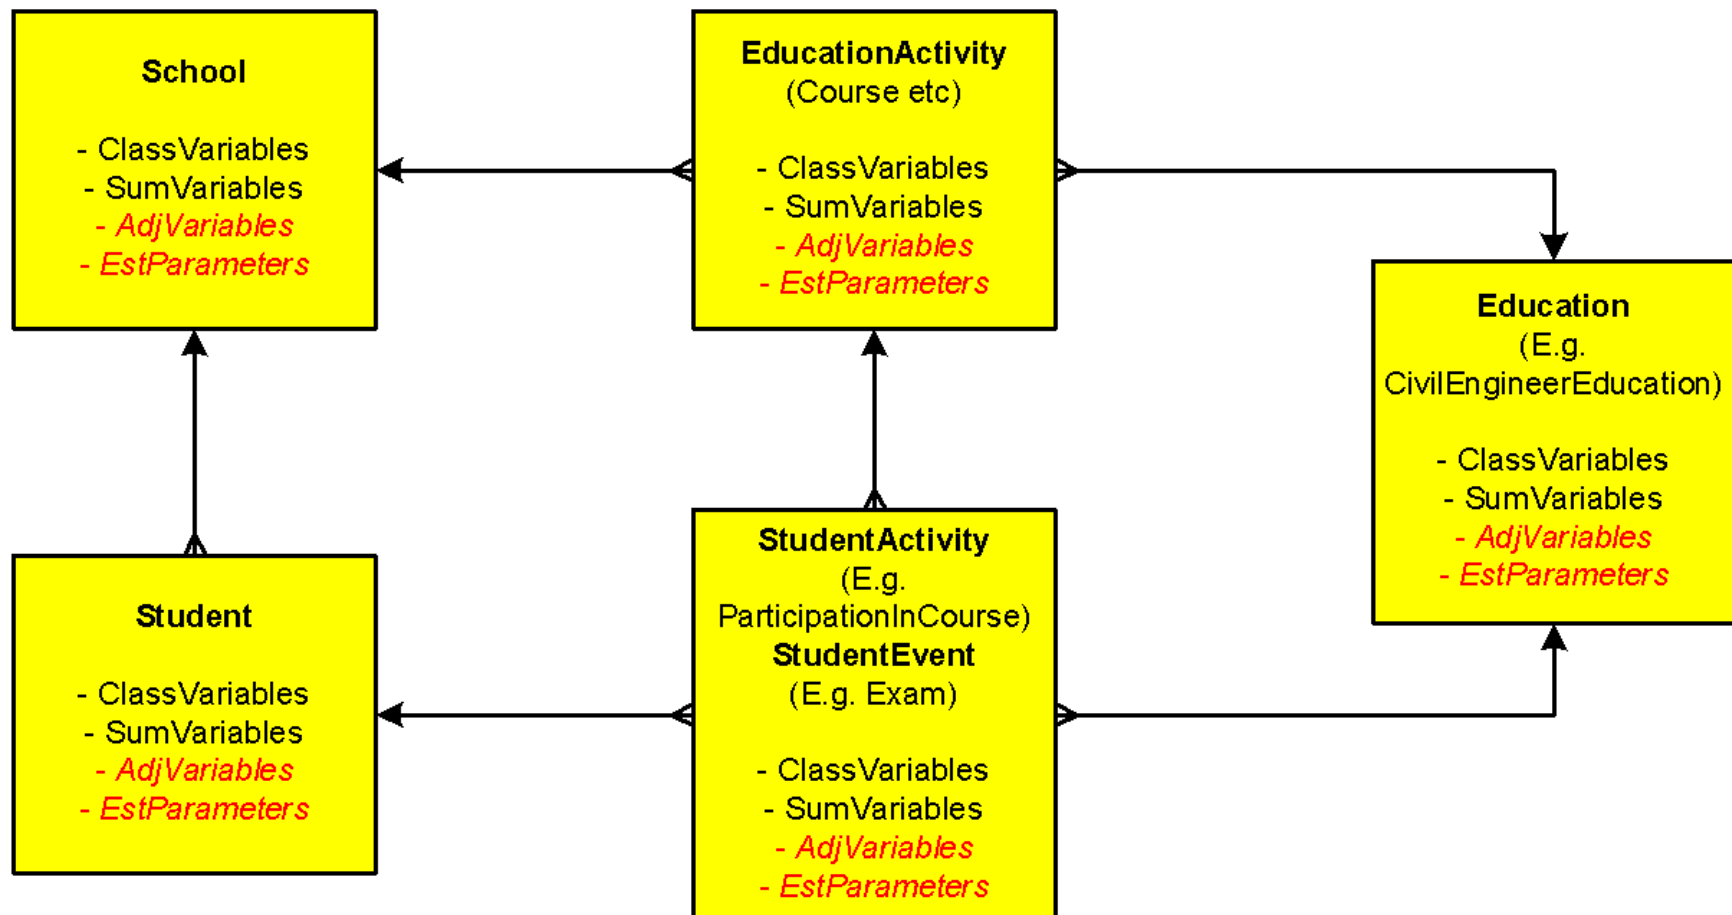 School
- ClassVariables
- SumVariables
- AdjVariables
- EstParameters
EducationActivity
(Course etc)
- ClassVariables
- SumVariables
- AdjVariables
- EstParameters
Education
(E.g.
CivilEngineerEducation)
- ClassVariables
- SumVariables
- AdjVariables
- EstParameters
Student
- ClassVariables
- SumVariables
- AdjVariables
- EstParameters
StudentActivity
(E.g.
ParticipationInCourse)
StudentEvent
(E.g. Exam)
- ClassVariables
- SumVariables
- AdjVariables
- EstParameters